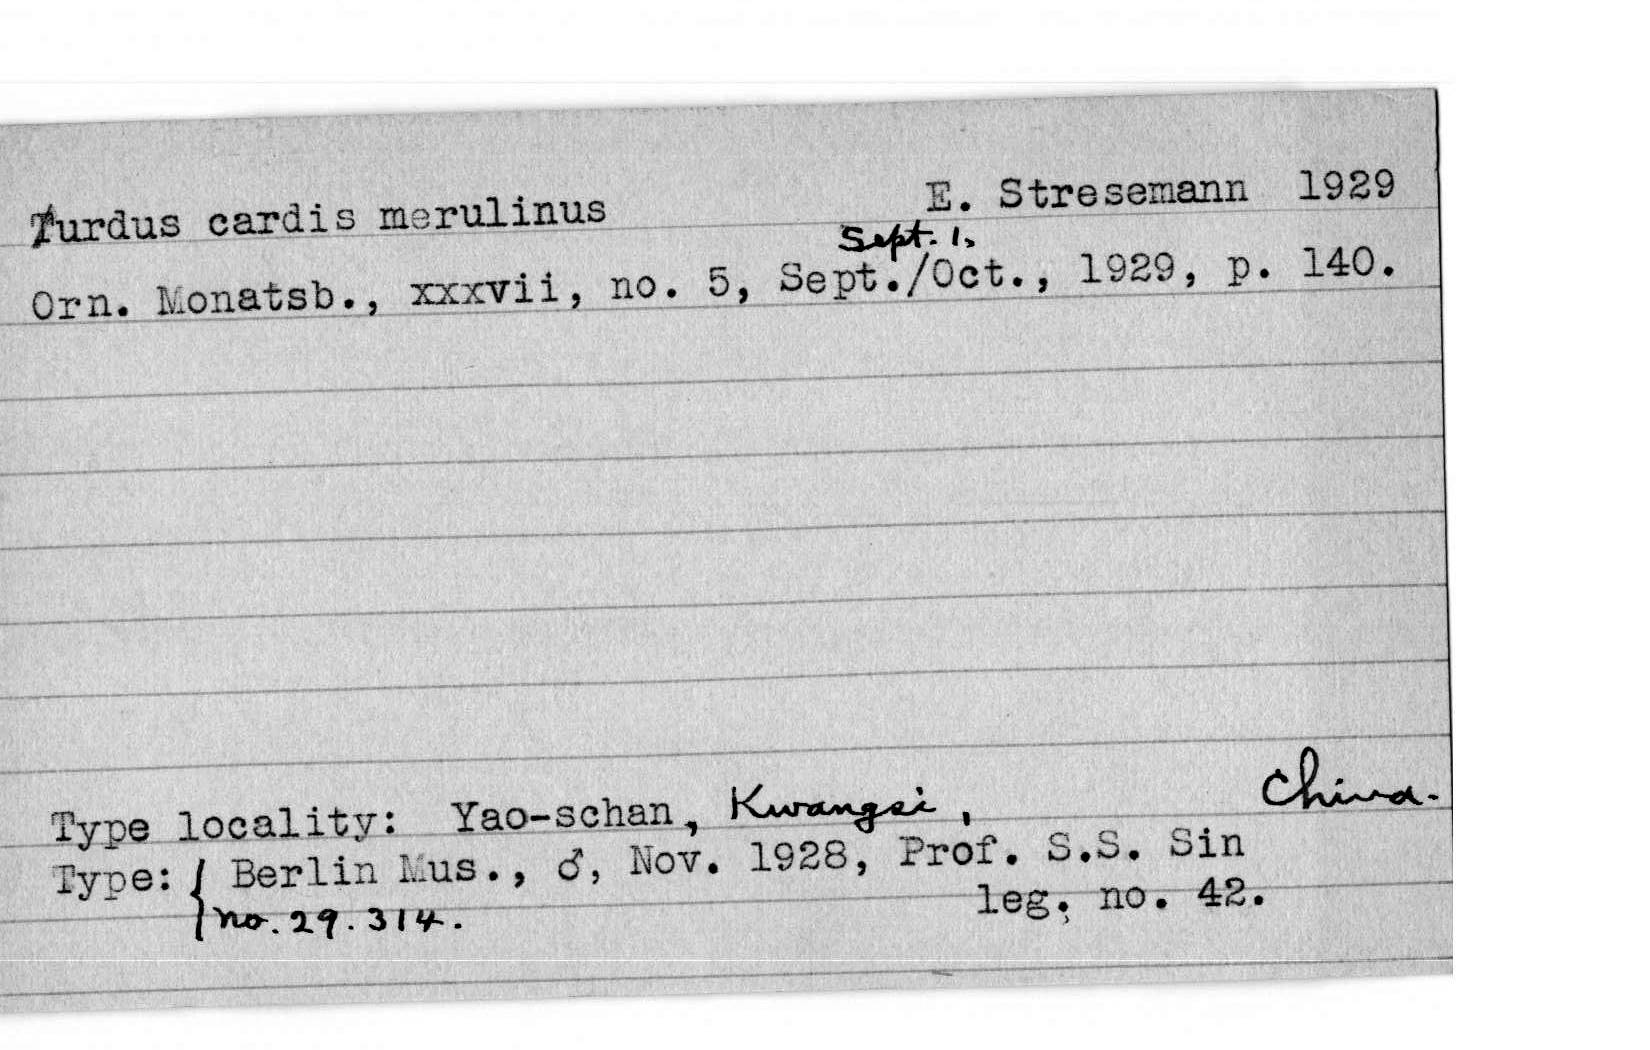 Turdus cardis merulinus E. Stresemann 1929
Sept. 1,
Orn. Monatsb., xxxvii, no. 5, Sept./Oct., 1929, p. 140.
Type locality: Yao-schan, Kwangsi, China.
Type: { Berlin Mus., ♂, Nov. 1928, Prof. S.S. Sin
no. 29.314. leg; no. 42.